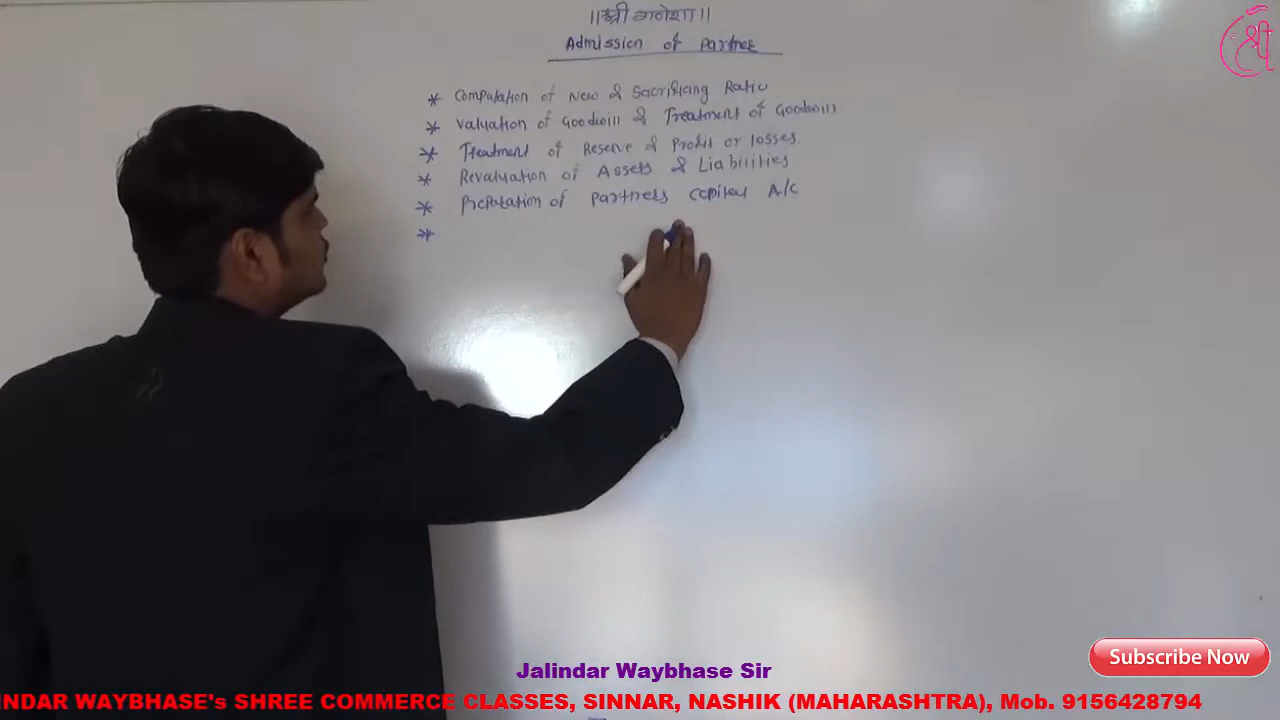 ||श्री गणेशा||
Admission of Partner
* Computation of New & Sacrificing Ratio
* Valuation of Goodwill & Treatment of Goodwill
* Treatment of Reserve & Profit or losses.
* Revaluation of Assets & Liabilities
* Preparation of Partners capital A/c
*
श्री
Subscribe Now
Jalindar Waybhase Sir
INDAR WAYBHASE's SHREE COMMERCE CLASSES, SINNAR, NASHIK (MAHARASHTRA), Mob. 9156428794